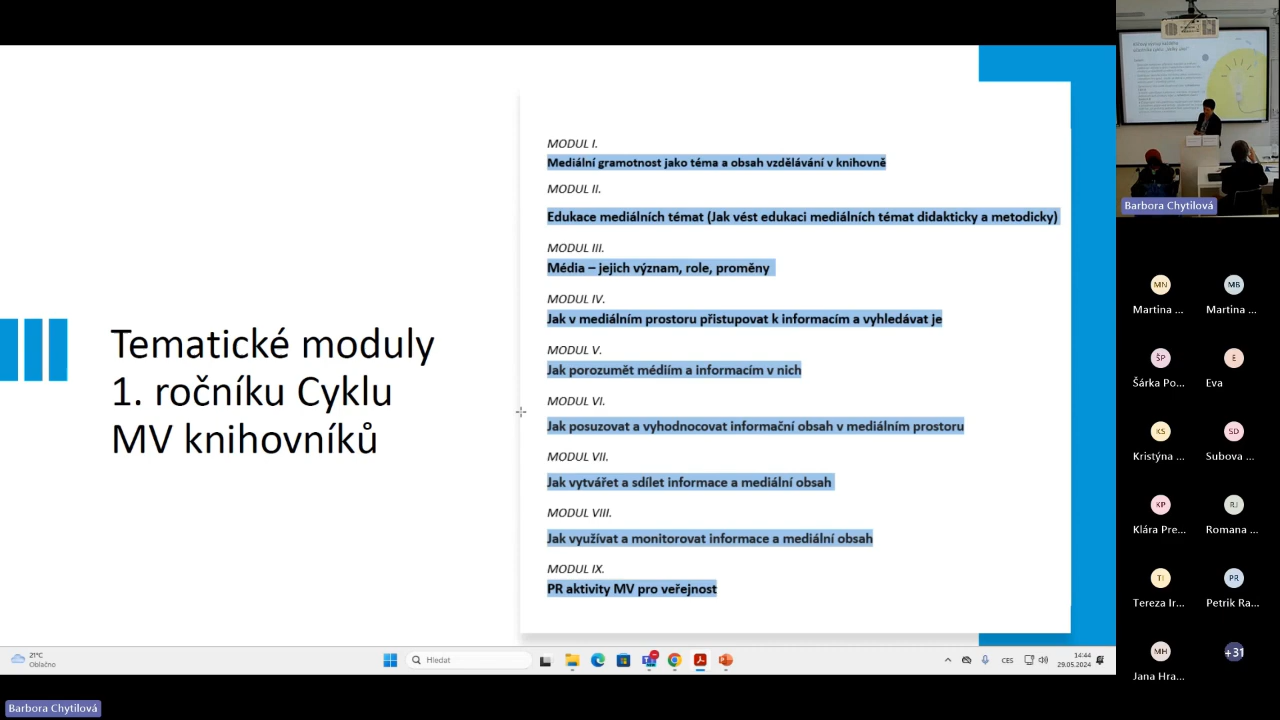 Tematické moduly
1. ročníku Cyklu
MV knihovníků
MODUL I.
Mediální gramotnost jako téma a obsah vzdělávání v knihovně
MODUL II.
Edukace mediálních témat (Jak vést edukaci mediálních témat didakticky a metodicky)
MODUL III.
Média – jejich význam, role, proměny
MODUL IV.
Jak v mediálním prostoru přistupovat k informacím a vyhledávat je
MODUL V.
Jak porozumět médiím a informacím v nich
MODUL VI.
Jak posuzovat a vyhodnocovat informační obsah v mediálním prostoru
MODUL VII.
Jak vytvářet a sdílet informace a mediální obsah
MODUL VIII.
Jak využívat a monitorovat informace a mediální obsah
MODUL IX.
PR aktivity MV pro veřejnost
21°C
Oblačno
Hledat
CES
14:44
29.05.2024
Barbora Chytilová
Barbora Chytilová
MN
Martina ...
MB
Martina ...
ŠP
Šárka Po...
E
Eva
KS
Kristýna ...
SD
Subova ...
KP
Klára Pre...
RJ
Romana ...
TI
Tereza Ir...
PR
Petrik Ra...
MH
Jana Hra...
+31